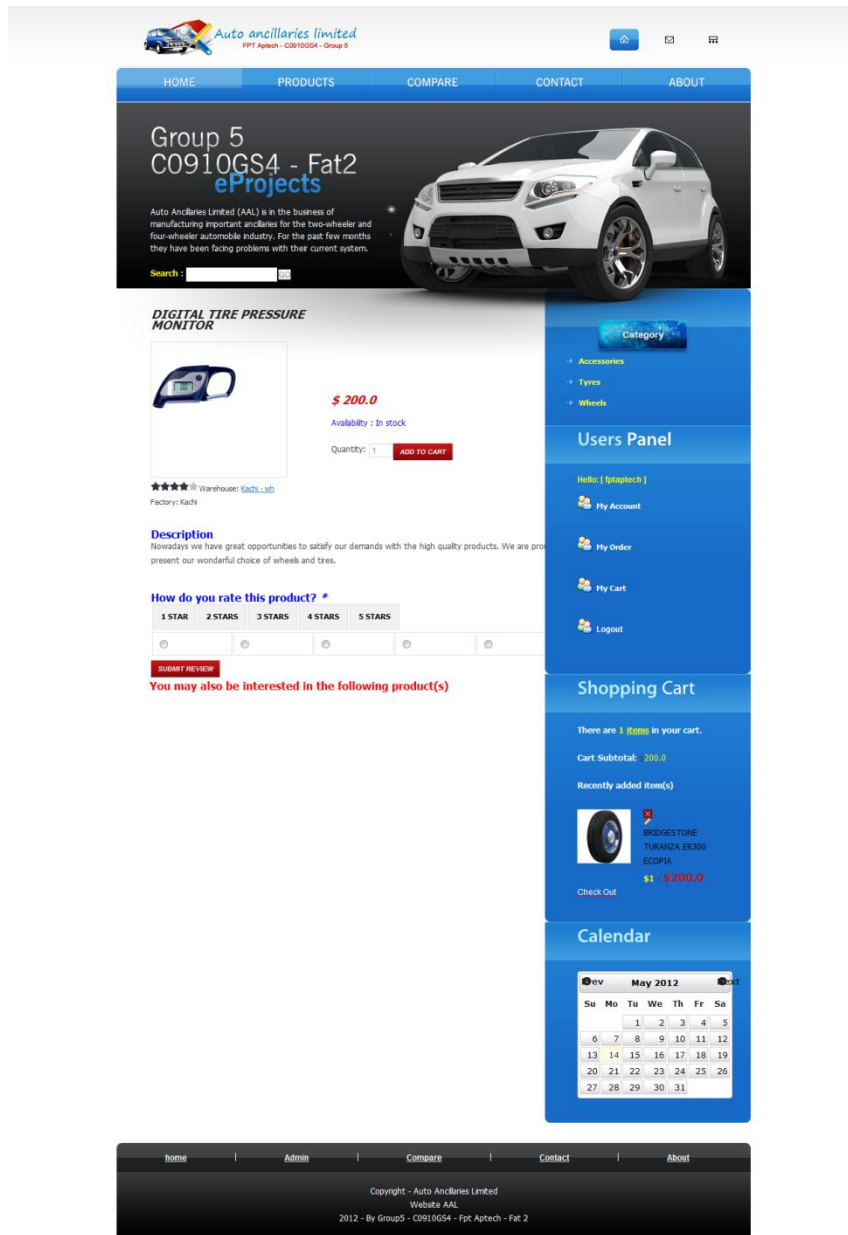 Auto ancillaries limited
FPT Aptech - C0910GS4 - Group 5
HOME PRODUCTS COMPARE CONTACT ABOUT
Group 5
C0910GS4 - Fat2
eProjects
Auto Ancillaries Limited (AAL) is in the business of
manufacturing important ancillaries for the two-wheeler and
four-wheeler automobile industry. For the past few months
they have been facing problems with their current system.
Search : GO
DIGITAL TIRE PRESSURE
MONITOR
$ 200.0
Availability : In stock
Quantity: 1 ADD TO CART
Warehouse: Kachi - wh
Factory: Kachi
Description
Nowadays we have great opportunities to satisfy our demands with the high quality products. We are
present our wonderful choice of wheels and tires.
How do you rate this product? *
1 STAR 2 STARS 3 STARS 4 STARS 5 STARS
SUBMIT REVIEW
You may also be interested in the following product(s)
Category
Accessories
Tyres
Wheels
Users Panel
Hello: [ fptaptech ]
My Account
My Order
My Cart
Logout
Shopping Cart
There are 1 items in your cart.
Cart Subtotal: 200.0
Recently added item(s)
BRIDGESTONE
TURANZA ER300
ECOPIA
$1 $200.0
Check Out
Calendar
May 2012
Su Mo Tu We Th Fr Sa
1 2 3 4 5
6 7 8 9 10 11 12
13 14 15 16 17 18 19
20 21 22 23 24 25 26
27 28 29 30 31
home | Admin | Compare | Contact | About
Copyright - Auto Ancillaries Limited
Website AAL
2012 - By Group5 - C0910GS4 - Fpt Aptech - Fat 2